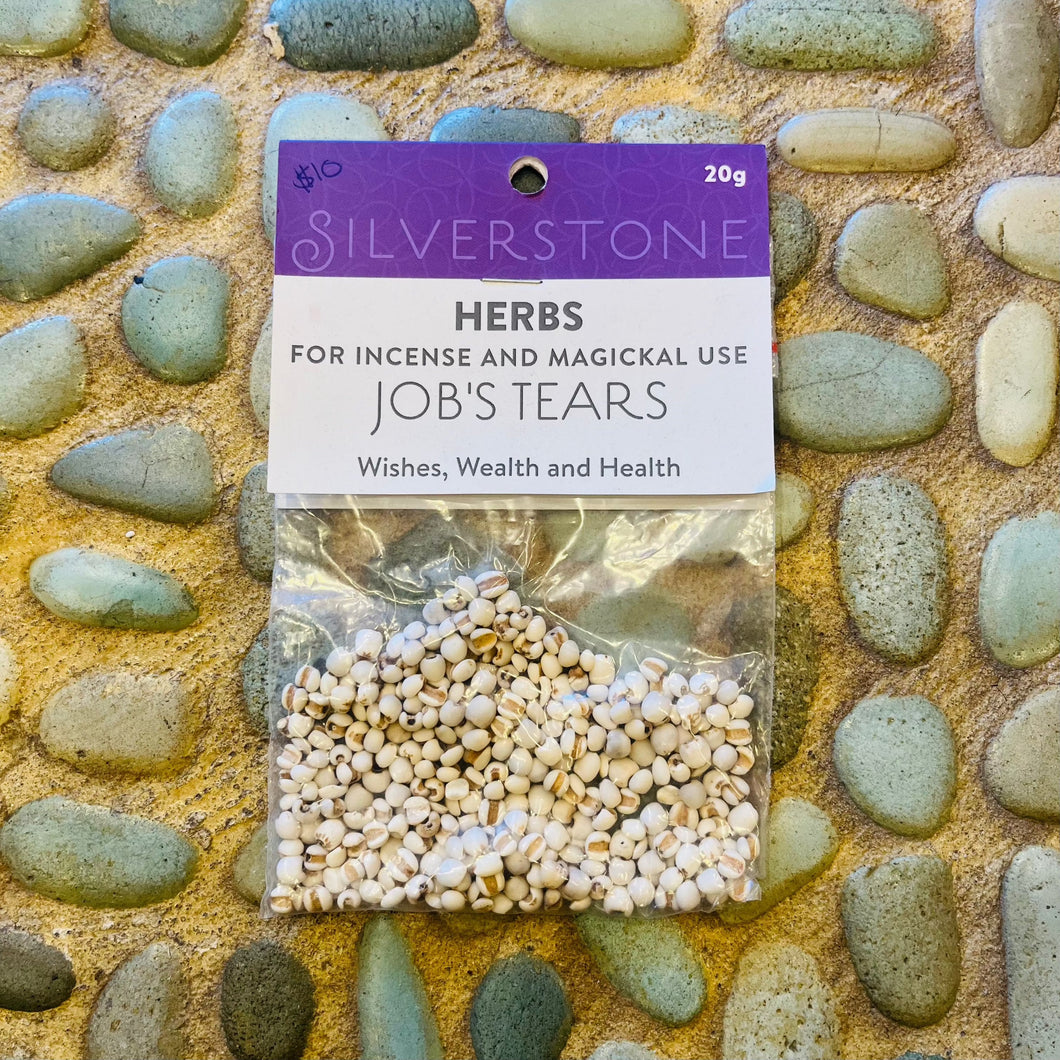 $10
20g
SILVERSTONE
HERBS
FOR INCENSE AND MAGICKAL USE
JOB'S TEARS
Wishes, Wealth and Health